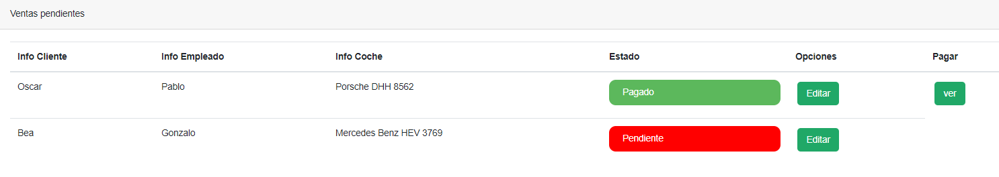 Ventas pendientes
Info Cliente Info Empleado Info Coche Estado Opciones Pagar
Oscar Pablo Porsche DHH 8562 Pagado Editar ver
Bea Gonzalo Mercedes Benz HEV 3769 Pendiente Editar